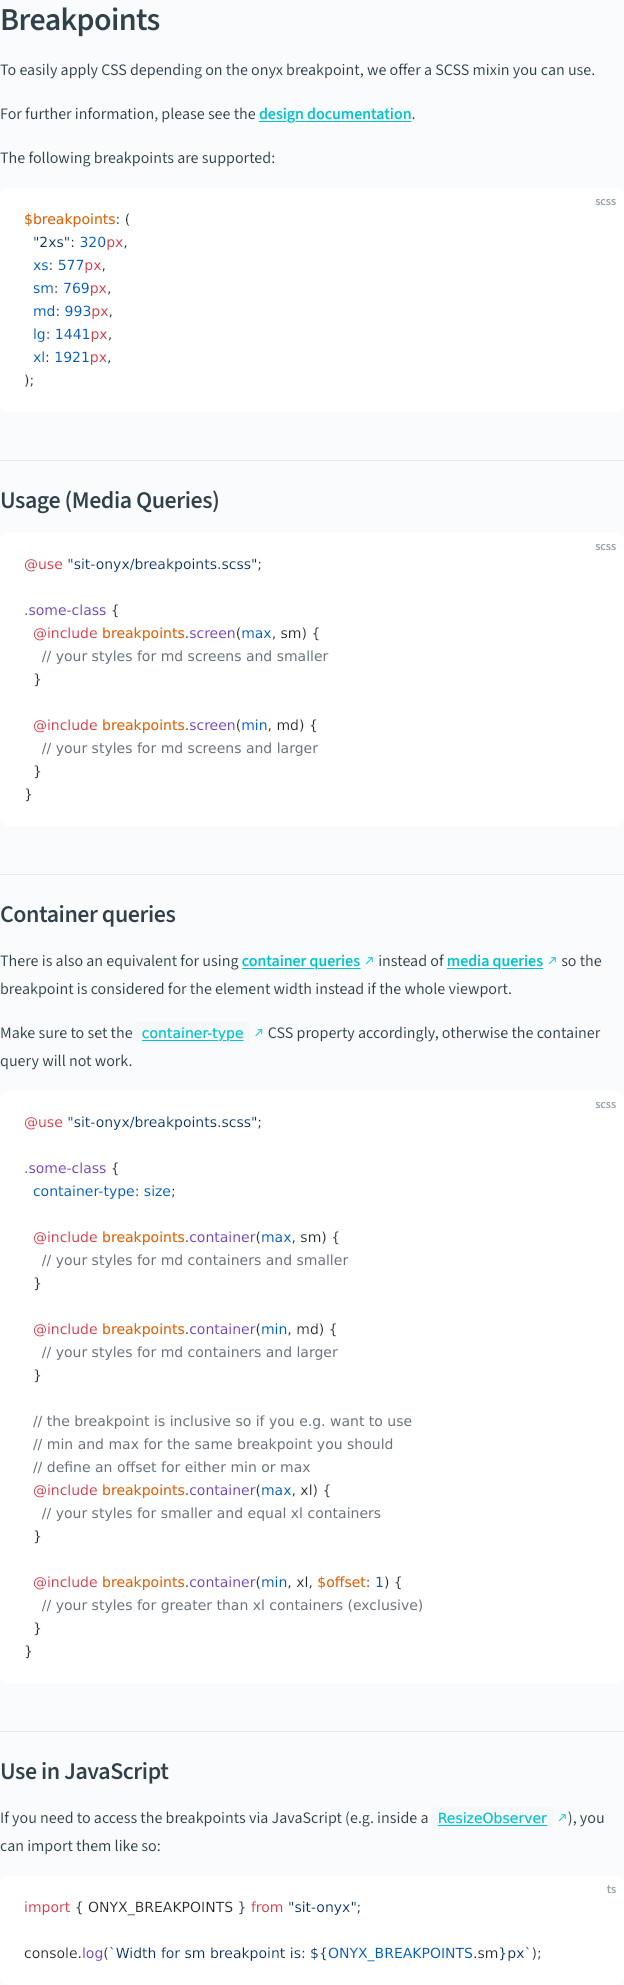 Breakpoints
To easily apply CSS depending on the onyx breakpoint, we offer a SCSS mixin you can use.
For further information, please see the design documentation.
The following breakpoints are supported:
scss
$breakpoints: (
  "2xs": 320px,
  xs: 577px,
  sm: 769px,
  md: 993px,
  lg: 1441px,
  xl: 1921px,
);
Usage (Media Queries)
scss
@use "sit-onyx/breakpoints.scss";
.some-class {
  @include breakpoints.screen(max, sm) {
    // your styles for md screens and smaller
  }
  @include breakpoints.screen(min, md) {
    // your styles for md screens and larger
  }
}
Container queries
There is also an equivalent for using container queries ↗ instead of media queries ↗ so the
breakpoint is considered for the element width instead if the whole viewport.
Make sure to set the container-type ↗ CSS property accordingly, otherwise the container
query will not work.
scss
@use "sit-onyx/breakpoints.scss";
.some-class {
  container-type: size;
  @include breakpoints.container(max, sm) {
    // your styles for md containers and smaller
  }
  @include breakpoints.container(min, md) {
    // your styles for md containers and larger
  }
  // the breakpoint is inclusive so if you e.g. want to use
  // min and max for the same breakpoint you should
  // define an offset for either min or max
  @include breakpoints.container(max, xl) {
    // your styles for smaller and equal xl containers
  }
  @include breakpoints.container(min, xl, $offset: 1) {
    // your styles for greater than xl containers (exclusive)
  }
}
Use in JavaScript
If you need to access the breakpoints via JavaScript (e.g. inside a ResizeObserver ↗), you
can import them like so:
ts
import { ONYX_BREAKPOINTS } from "sit-onyx";
console.log(`Width for sm breakpoint is: ${ONYX_BREAKPOINTS.sm}px`);